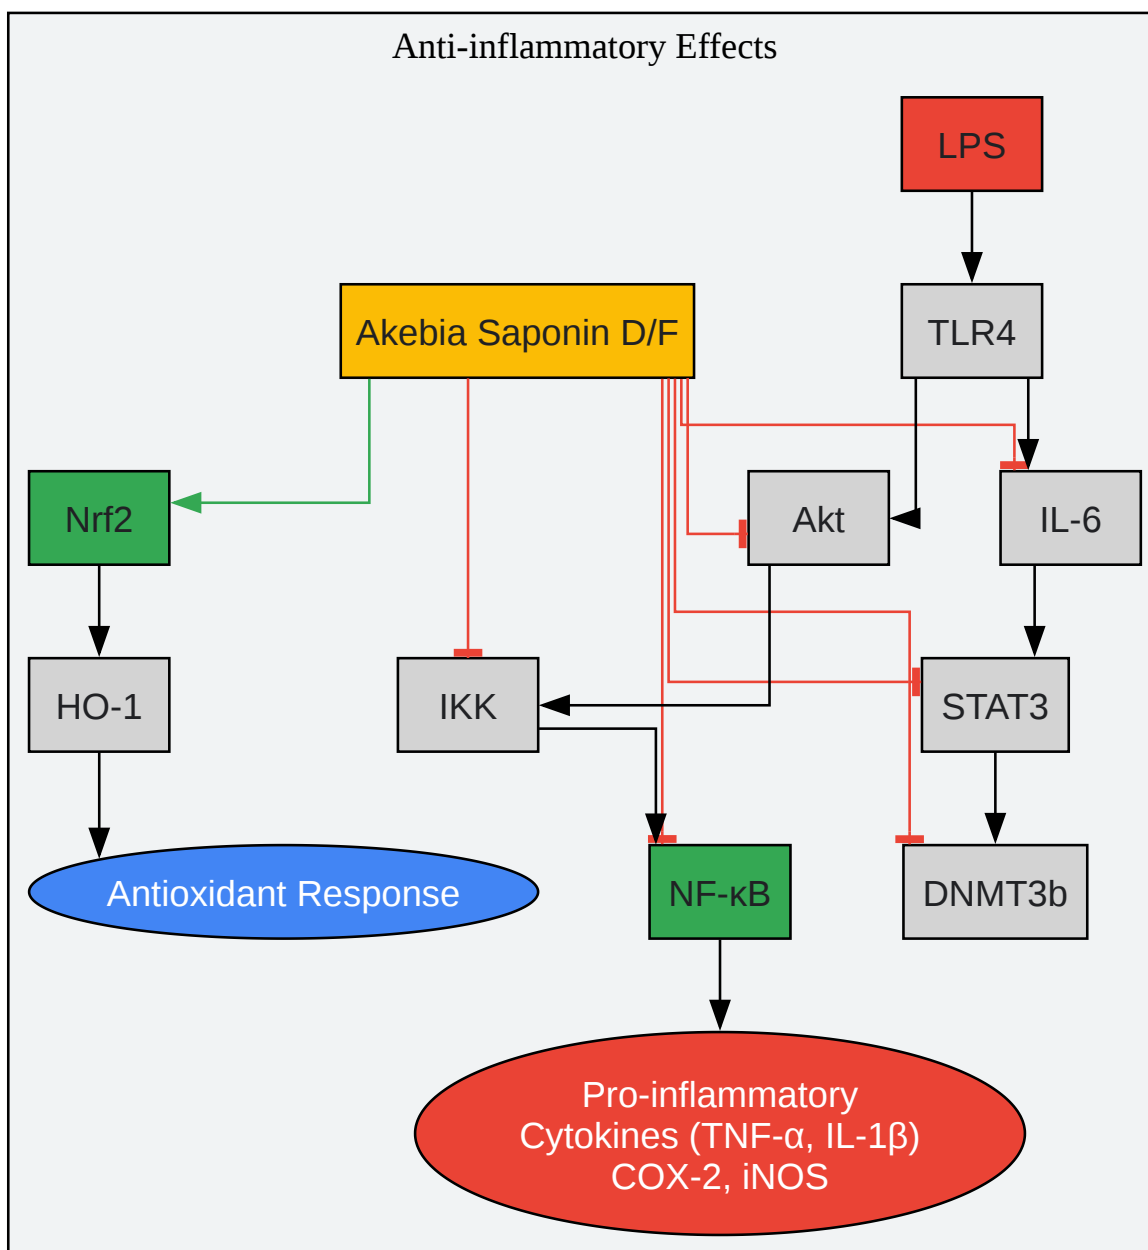 Anti-inflammatory Effects
LPS
Akebia Saponin D/F
TLR4
Nrf2
Akt
IL-6
HO-1
IKK
STAT3
Antioxidant Response
NF-κB
DNMT3b
Pro-inflammatory
Cytokines (TNF-α, IL-1β)
COX-2, iNOS